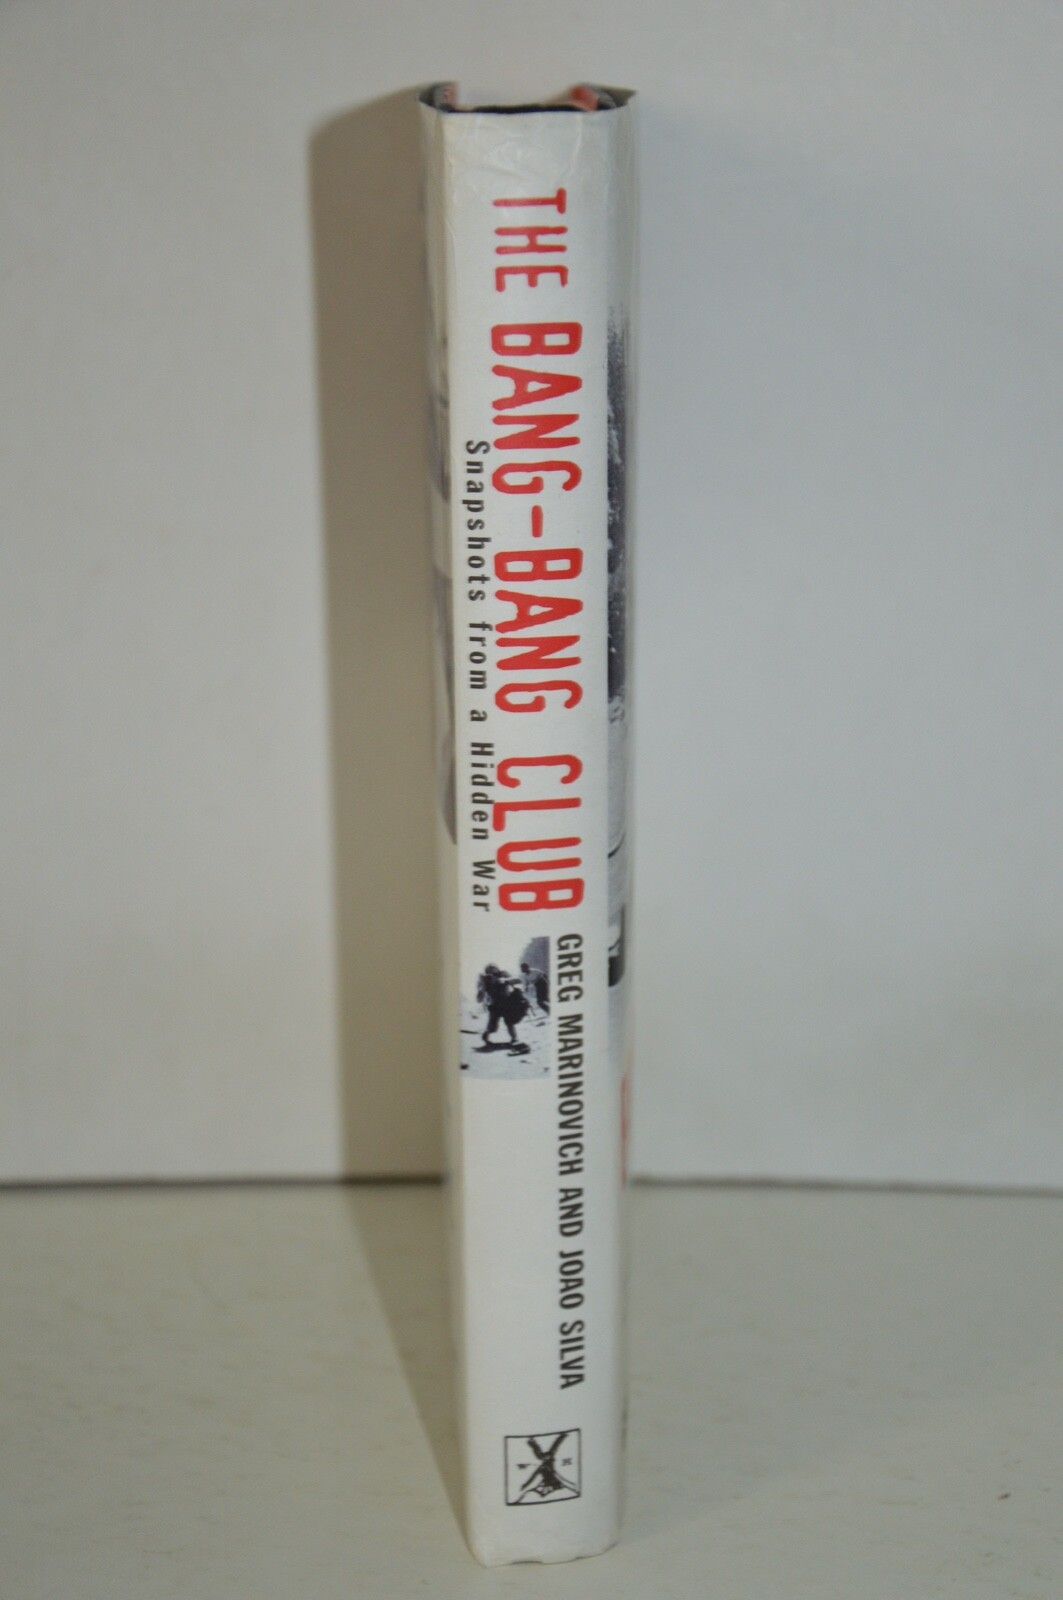 THE BANG-BANG CLUB
Snapshots from a Hidden War
GREG MARINOVICH AND JOAO SILVA